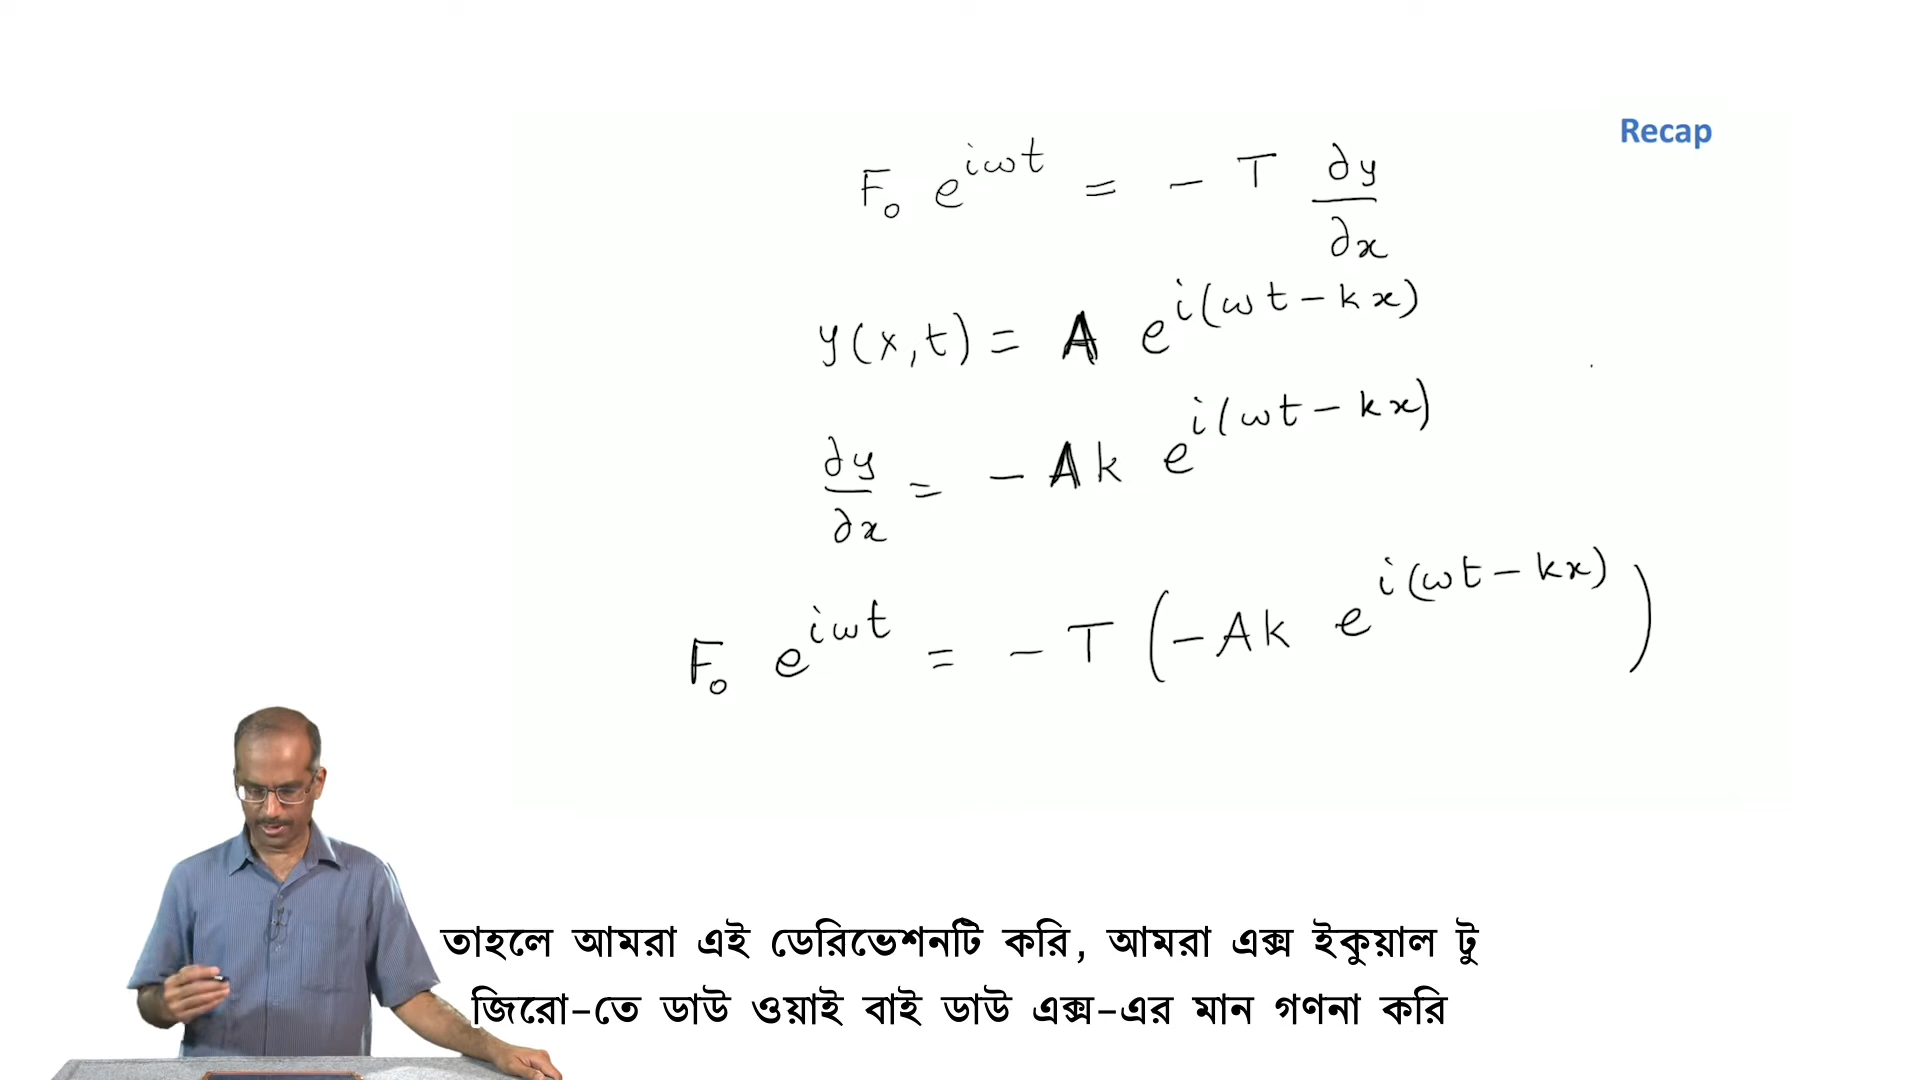 Recap
F₀ e^{iωt} = − T ∂y/∂x
y(x,t) = A e^{i(ωt−kx)}
∂y/∂x = − Ak e^{i(ωt−kx)}
F₀ e^{iωt} = − T (−Ak e^{i(ωt−kx)})
তাহলে আমরা এই ডেরিভেশনটি করি, আমরা এক্স ইকুয়াল টু
জিরো-তে ডাউ ওয়াই বাই ডাউ এক্স-এর মান গণনা করি